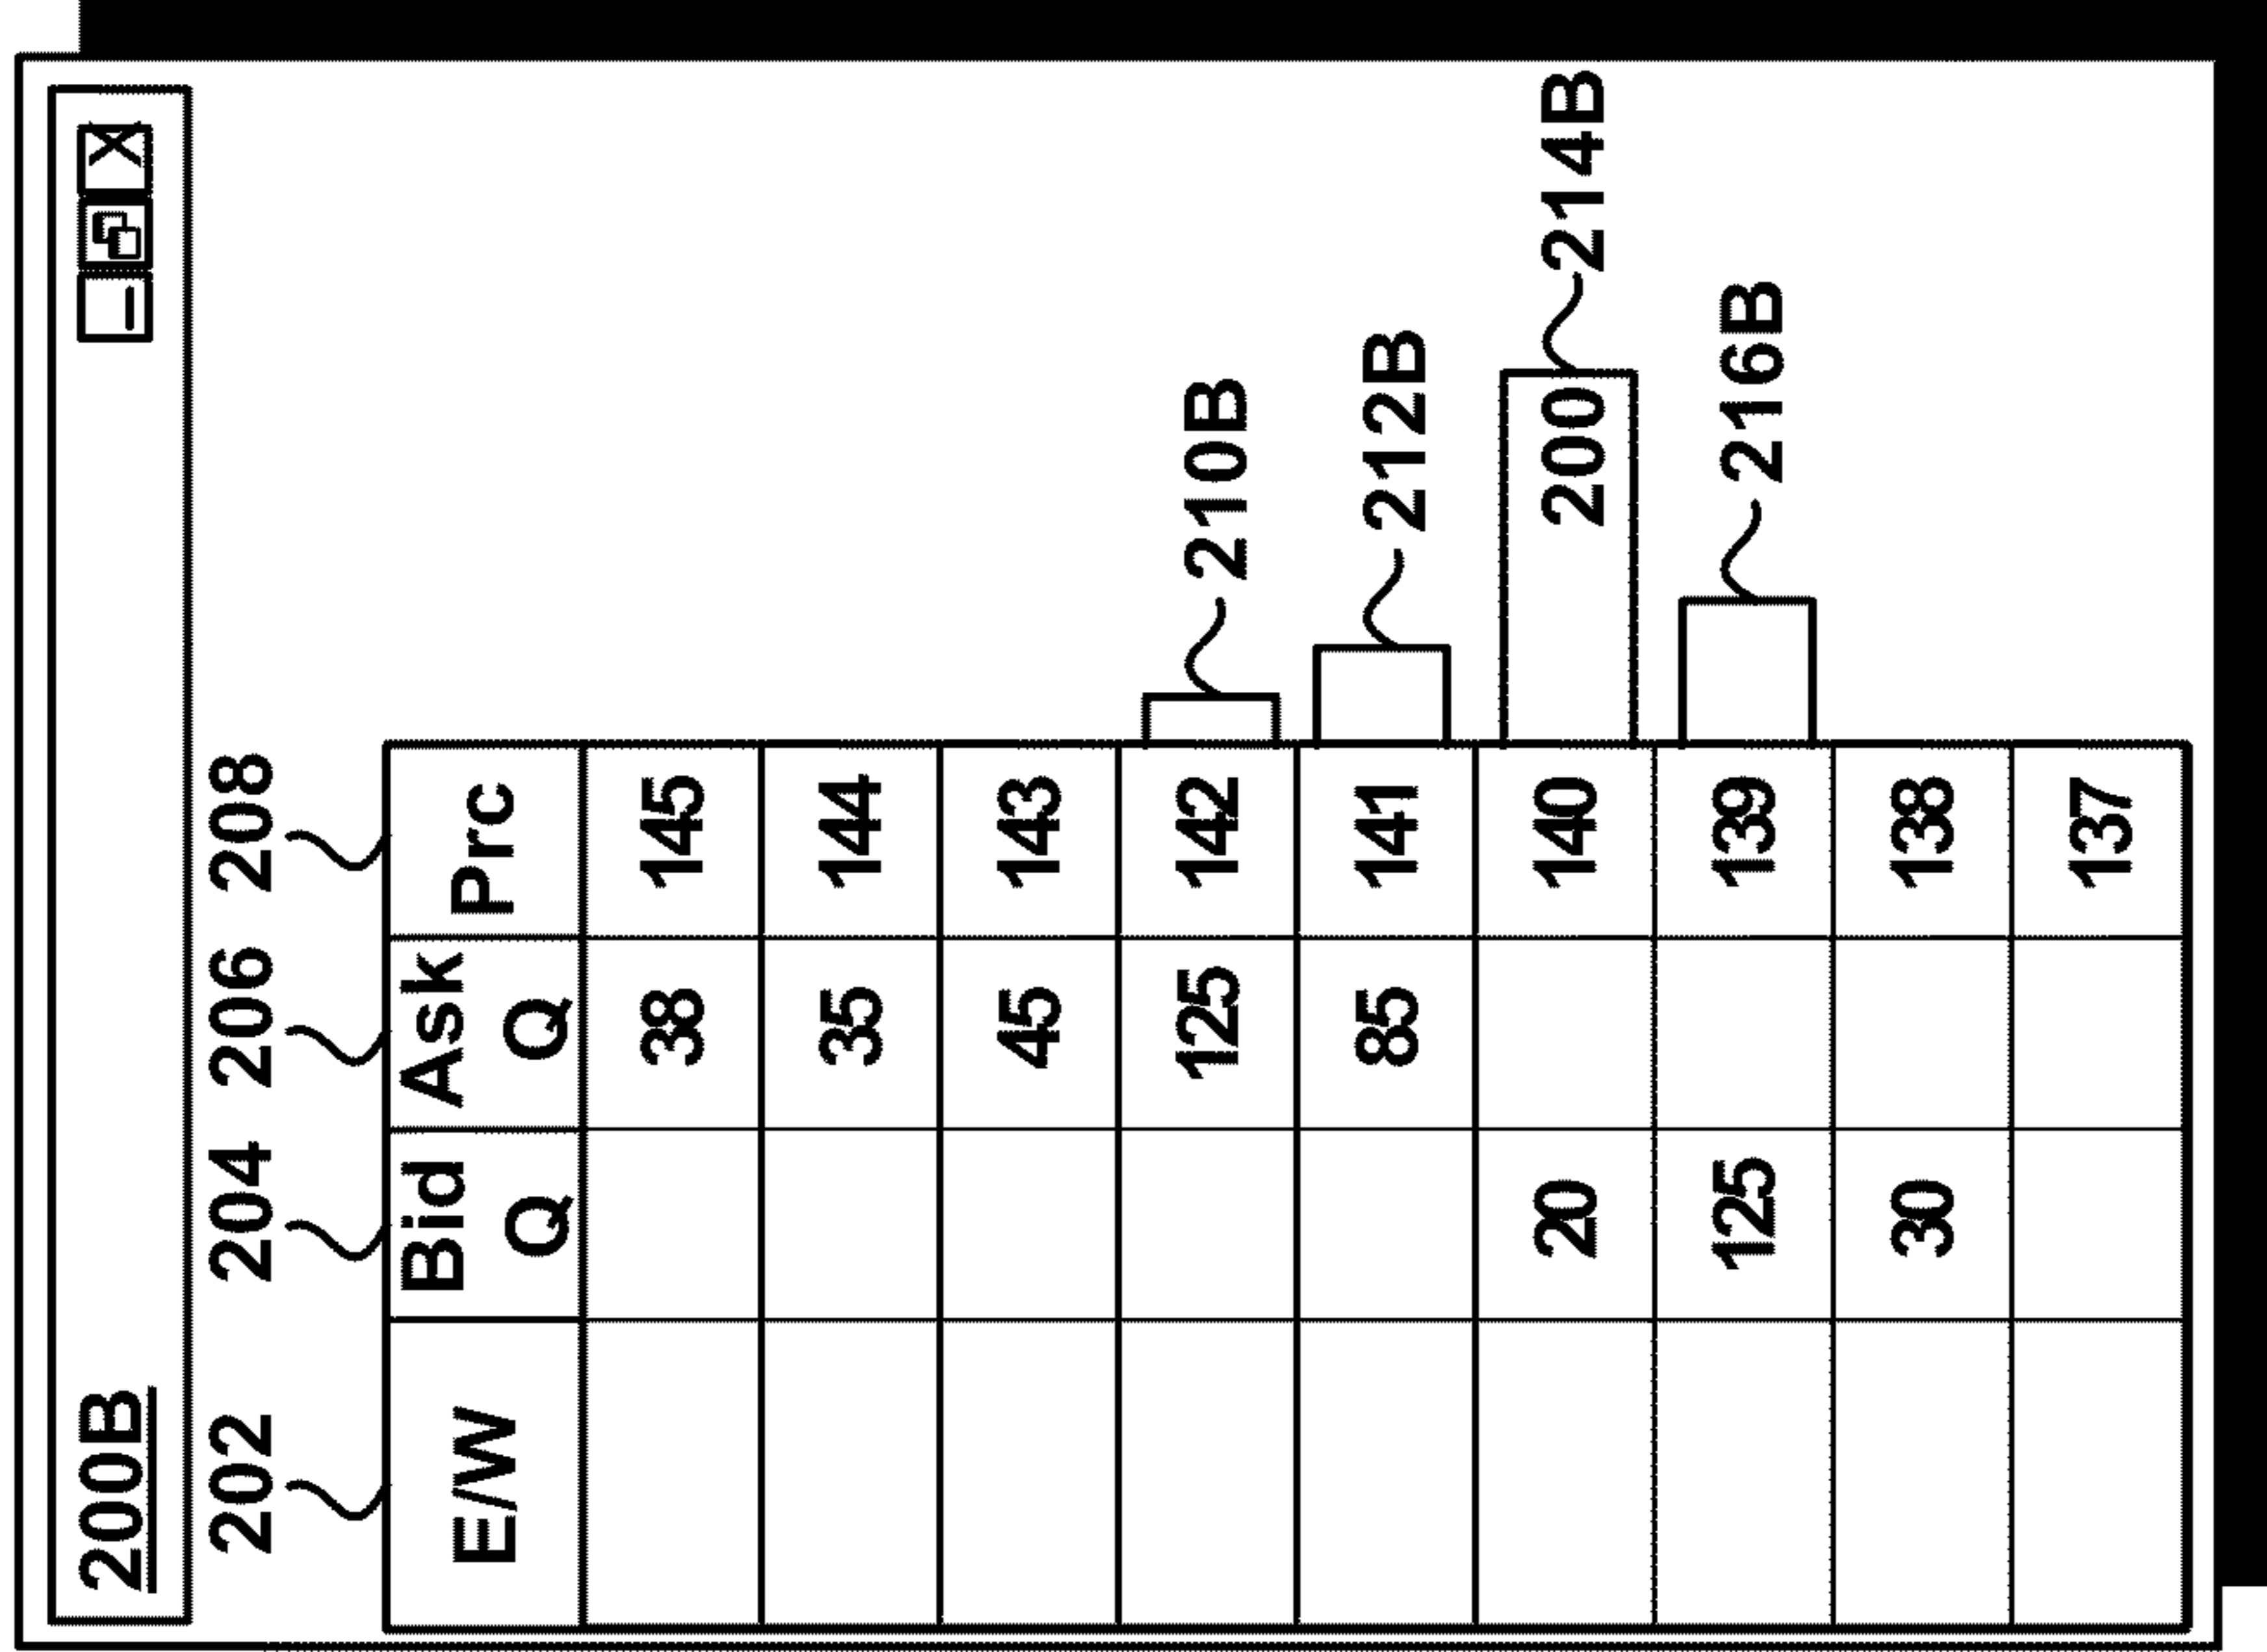 200B X
202 204 206 208
E/W Bid Q Ask Q Prc
38 145
35 144
45 143
125 142 210B
85 141 212B
20 140 200 214B
125 139 216B
30 138
137